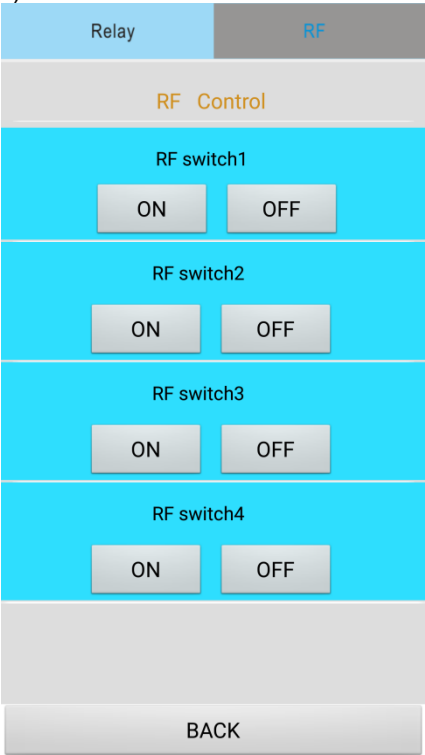 Relay RF
RF Control
RF switch1
ON OFF
RF switch2
ON OFF
RF switch3
ON OFF
RF switch4
ON OFF
BACK